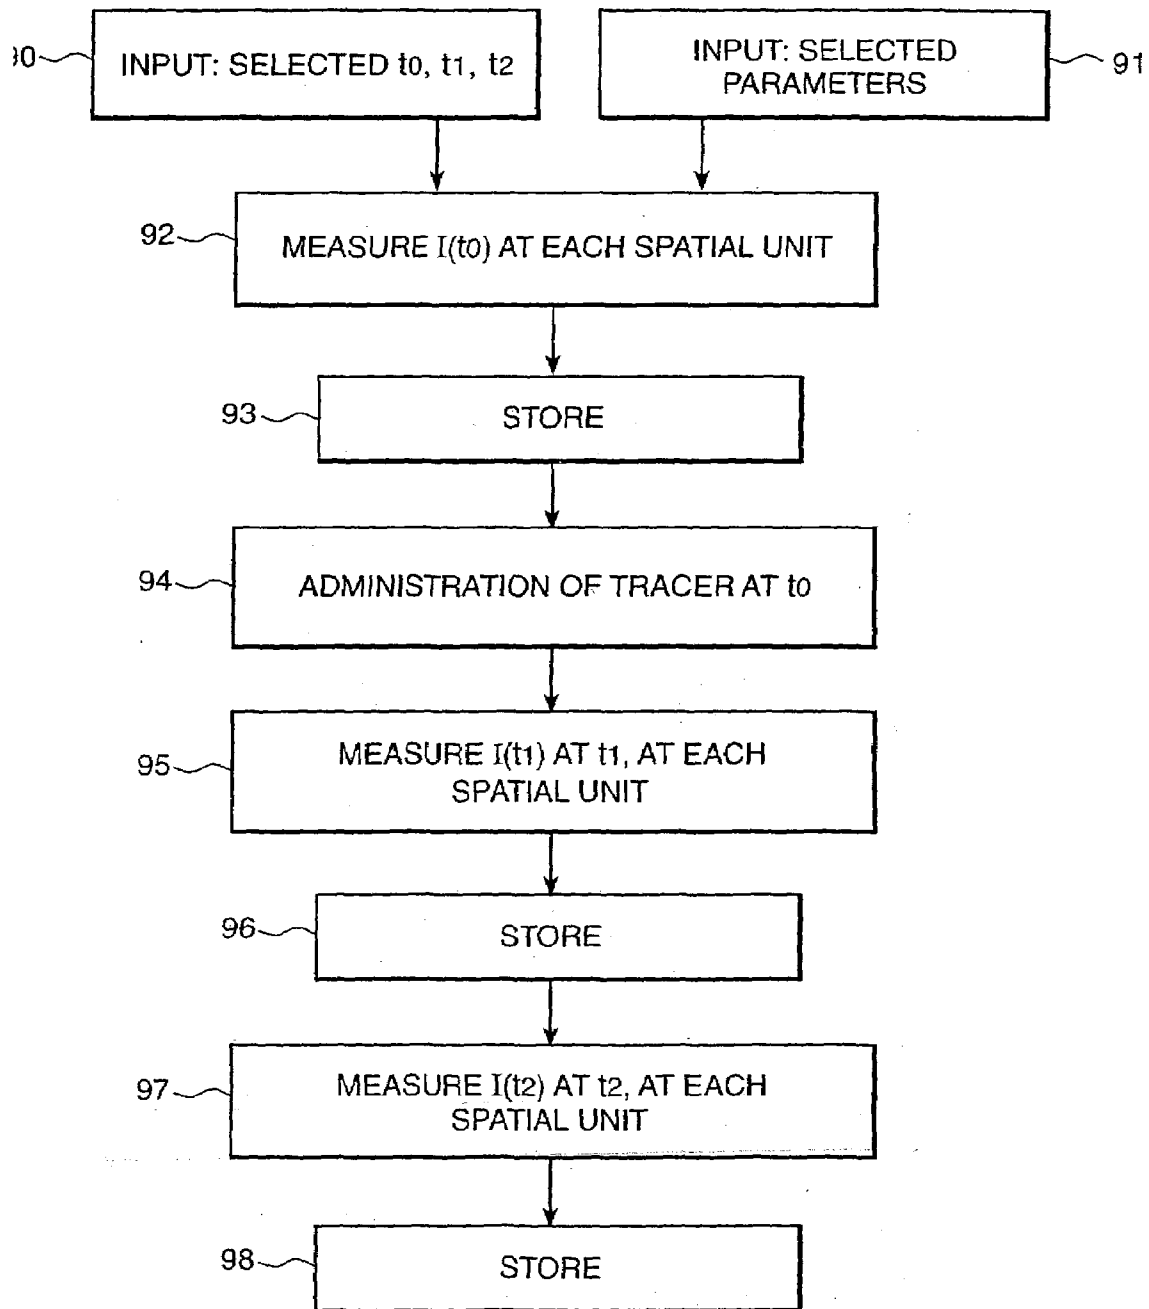 INPUT: SELECTED t0, t1, t2
INPUT: SELECTED
PARAMETERS
91
92
MEASURE I(t0) AT EACH SPATIAL UNIT
93
STORE
94
ADMINISTRATION OF TRACER AT t0
95
MEASURE I(t1) AT t1, AT EACH
SPATIAL UNIT
96
STORE
97
MEASURE I(t2) AT t2, AT EACH
SPATIAL UNIT
98
STORE